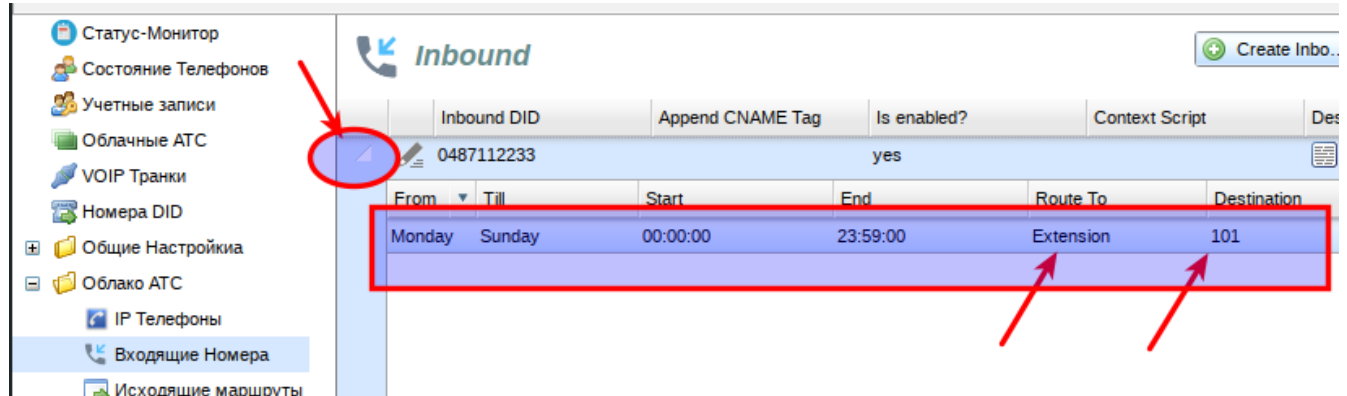 Статус-Монитор
Состояние Телефонов
Учетные записи
Облачные АТС
VOIP Транки
Номера DID
Общие Настройкиа
Облако АТС
IP Телефоны
Входящие Номера
Исходящие маршруты
Inbound
Create Inbo...
Inbound DID Append CNAME Tag Is enabled? Context Script Des
0487112233 yes
From Till Start End Route To Destination
Monday Sunday 00:00:00 23:59:00 Extension 101